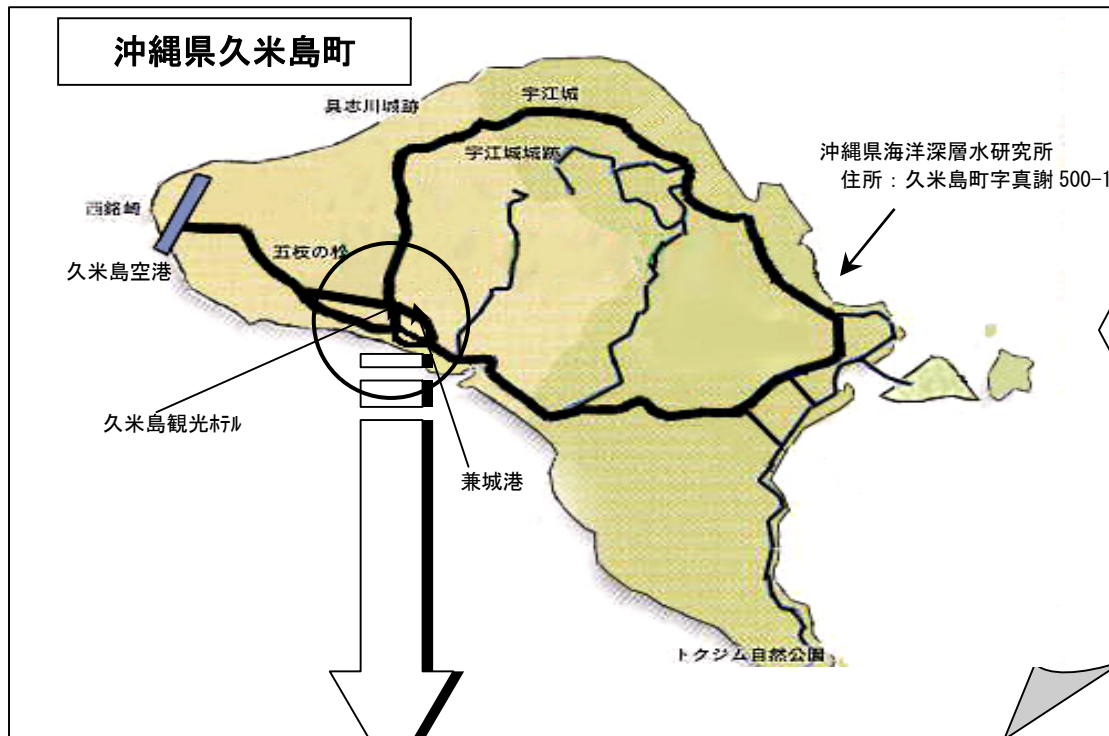 沖縄県久米島町
具志川城跡
宇江城
宇江城城跡
沖縄県海洋深層水研究所
住所：久米島町字真謝 500-1
西銘崎
久米島空港
五枝の松
久米島観光ﾎﾃﾙ
兼城港
トクジム自然公園